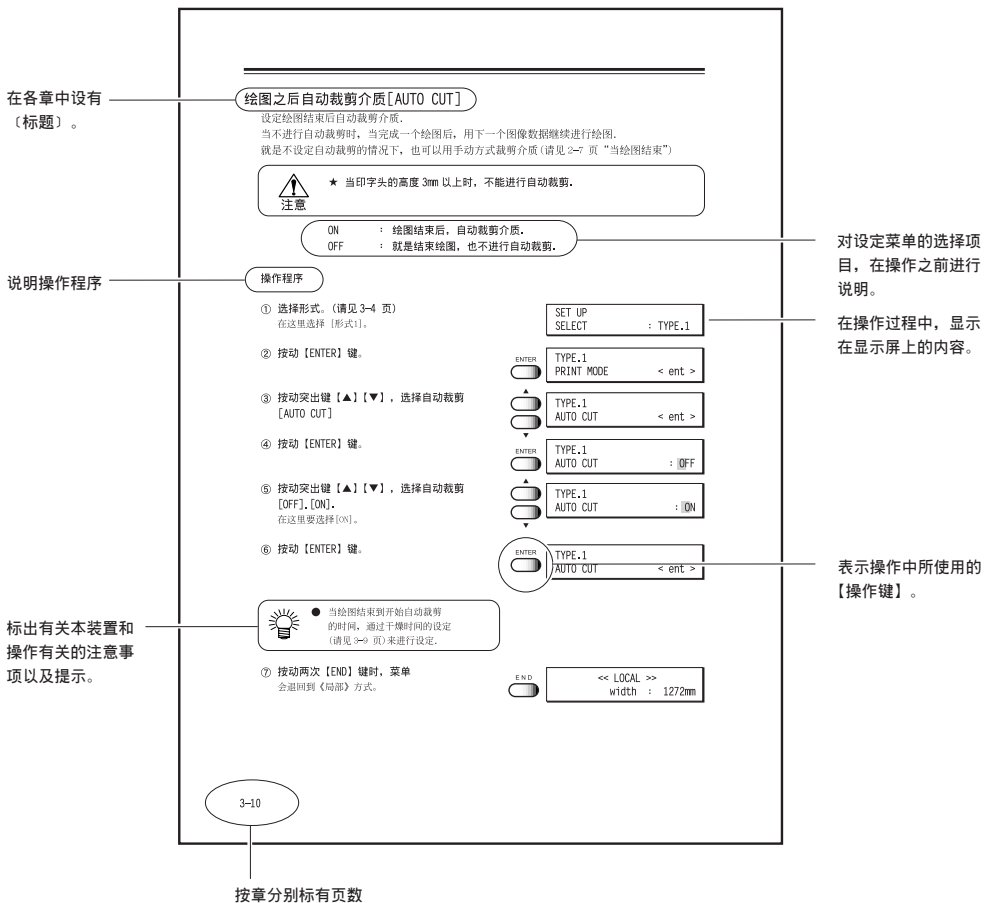 在各章中设有
〔标题〕。
绘图之后自动裁剪介质[AUTO CUT]
设定绘图结束后自动裁剪介质.
当不进行自动裁剪时, 当完成一个绘图后, 用下一个图像数据继续进行绘图.
就是不设定自动裁剪的情况下, 也可以用手动方式裁剪介质(请见2-7 页 “当绘图结束”)
注意
★ 当印字头的高度3mm以上时, 不能进行自动裁剪.
ON : 绘图结束后, 自动裁剪介质.
OFF : 就是结束绘图, 也不进行自动裁剪.
对设定菜单的选择项
目，在操作之前进行
说明。
说明操作程序
操作程序
① 选择形式。(请见3-4 页)
在这里选择 [形式1]。
SET UP
SELECT : TYPE.1
在操作过程中，显示
在显示屏上的内容。
② 按动【ENTER】键。
ENTER
TYPE.1
PRINT MODE < ent >
③ 按动突出键【▲】【▼】, 选择自动裁剪
[AUTO CUT]
▲
▼
TYPE.1
AUTO CUT < ent >
④ 按动【ENTER】键。
ENTER
TYPE.1
AUTO CUT : OFF
⑤ 按动突出键【▲】【▼】, 选择自动裁剪
[OFF].[ON].
在这里要选择[ON]。
▲
▼
TYPE.1
AUTO CUT : ON
⑥ 按动【ENTER】键。
ENTER
TYPE.1
AUTO CUT < ent >
表示操作中所使用的
【操作键】。
标出有关本装置和
操作有关的注意事
项以及提示。
● 当绘图结束到开始自动裁剪
的时间, 通过干燥时间的设定
(请见3-9 页)来进行设定.
⑦ 按动两次【END】键时, 菜单
会退回到《局部》方式。
END
<< LOCAL >>
width : 1272mm
3-10
按章分别标有页数